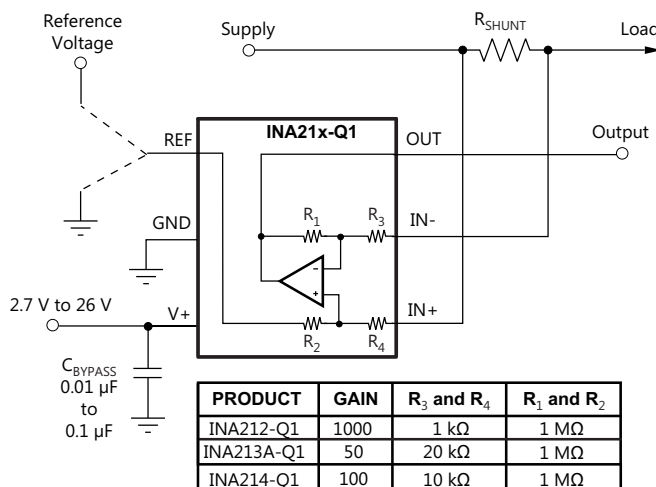 Reference
Voltage
Supply
R_SHUNT
Load
INA21x-Q1
REF
OUT
Output
GND
R_1
R_3
IN-
-
+
2.7 V to 26 V
V+
IN+
R_2
R_4
C_BYPASS
0.01 µF
to
0.1 µF
PRODUCT GAIN R_3 and R_4 R_1 and R_2
INA212-Q1 1000 1 kΩ 1 MΩ
INA213A-Q1 50 20 kΩ 1 MΩ
INA214-Q1 100 10 kΩ 1 MΩ